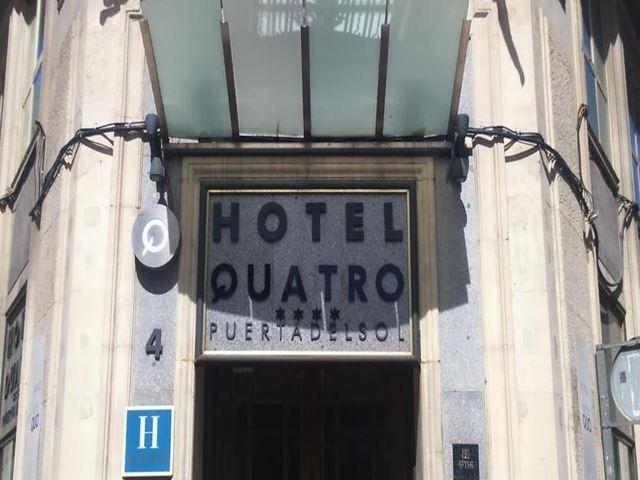 HOTEL
QUATRO
★★★★
PUERTADELSOL
Q
4
H